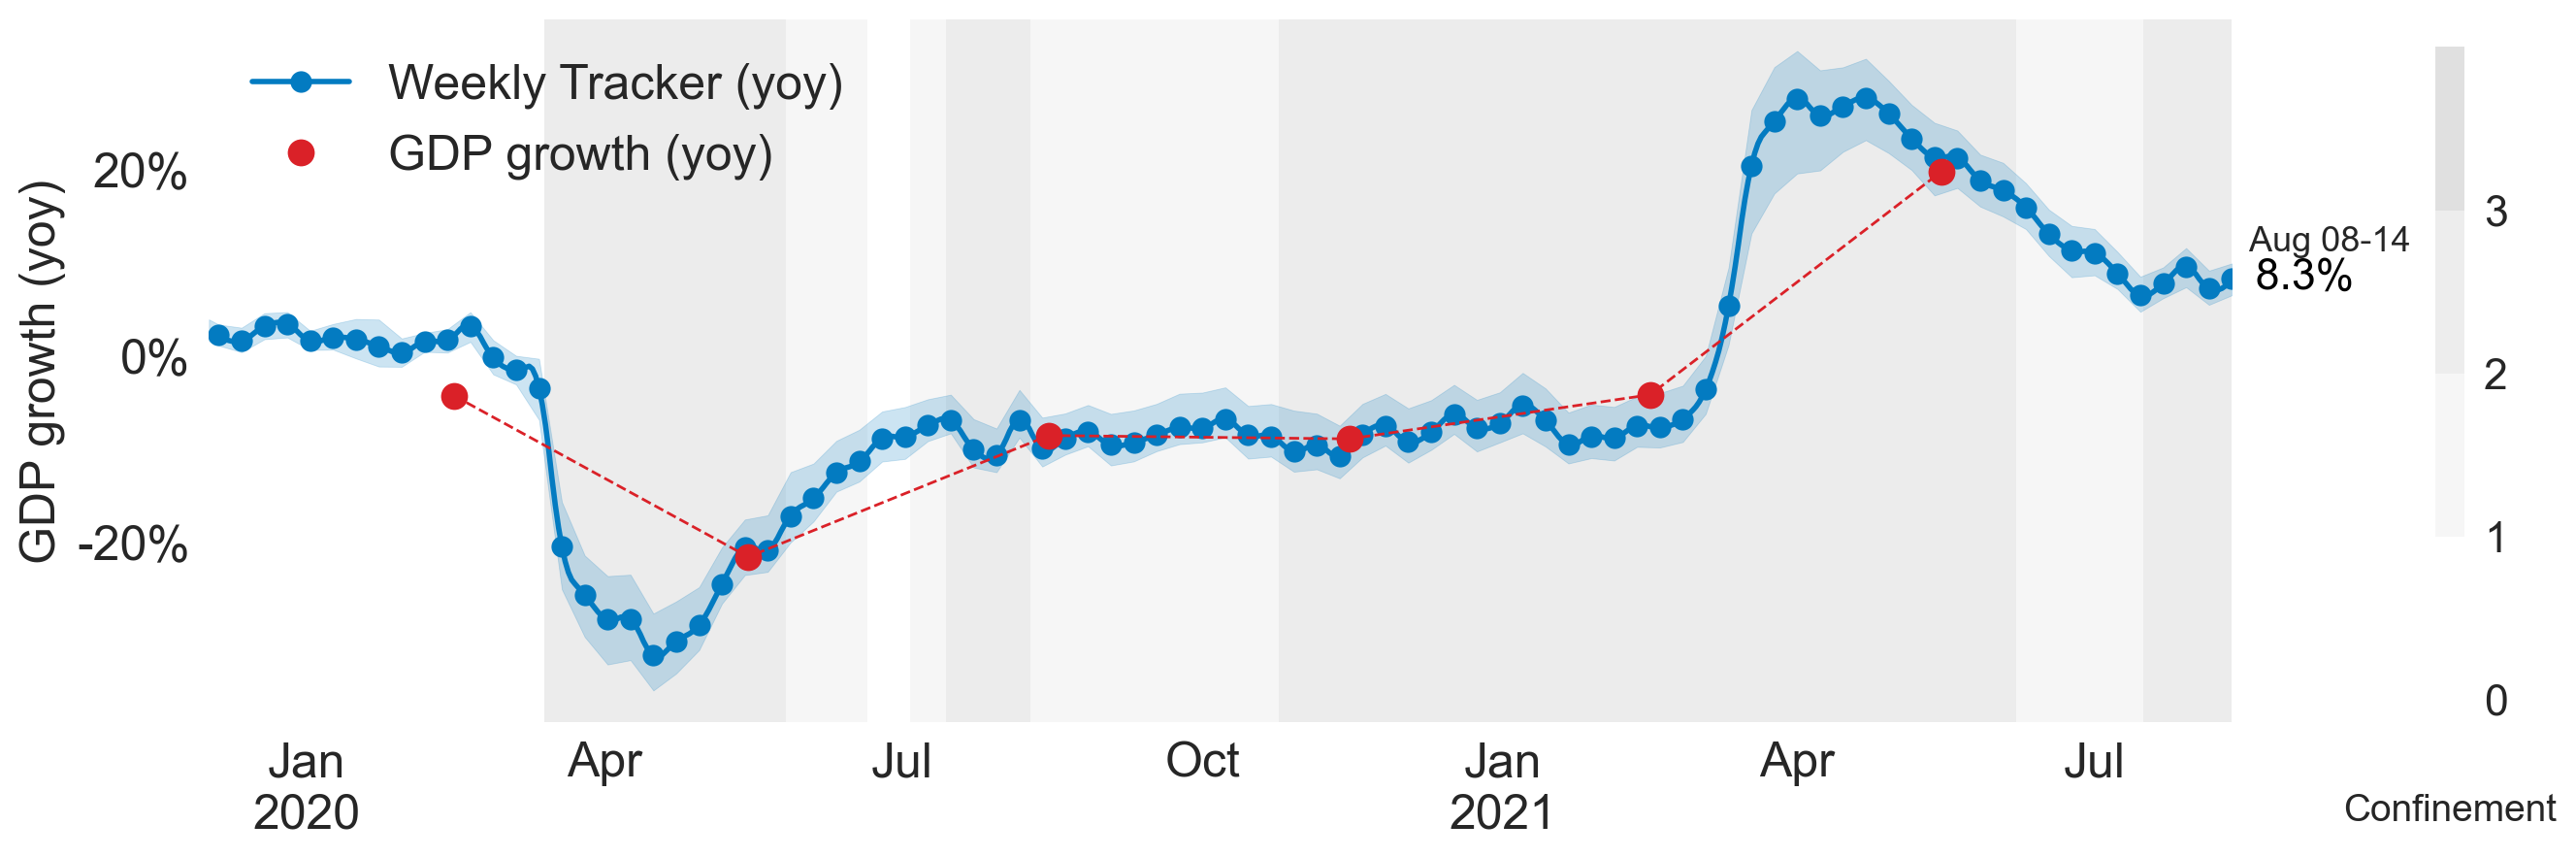 Weekly Tracker (yoy)
GDP growth (yoy)
GDP growth (yoy)
20%
0%
-20%
Aug 08-14
8.3%
3
2
1
0
Jan
2020
Apr
Jul
Oct
Jan
2021
Apr
Jul
Confinement